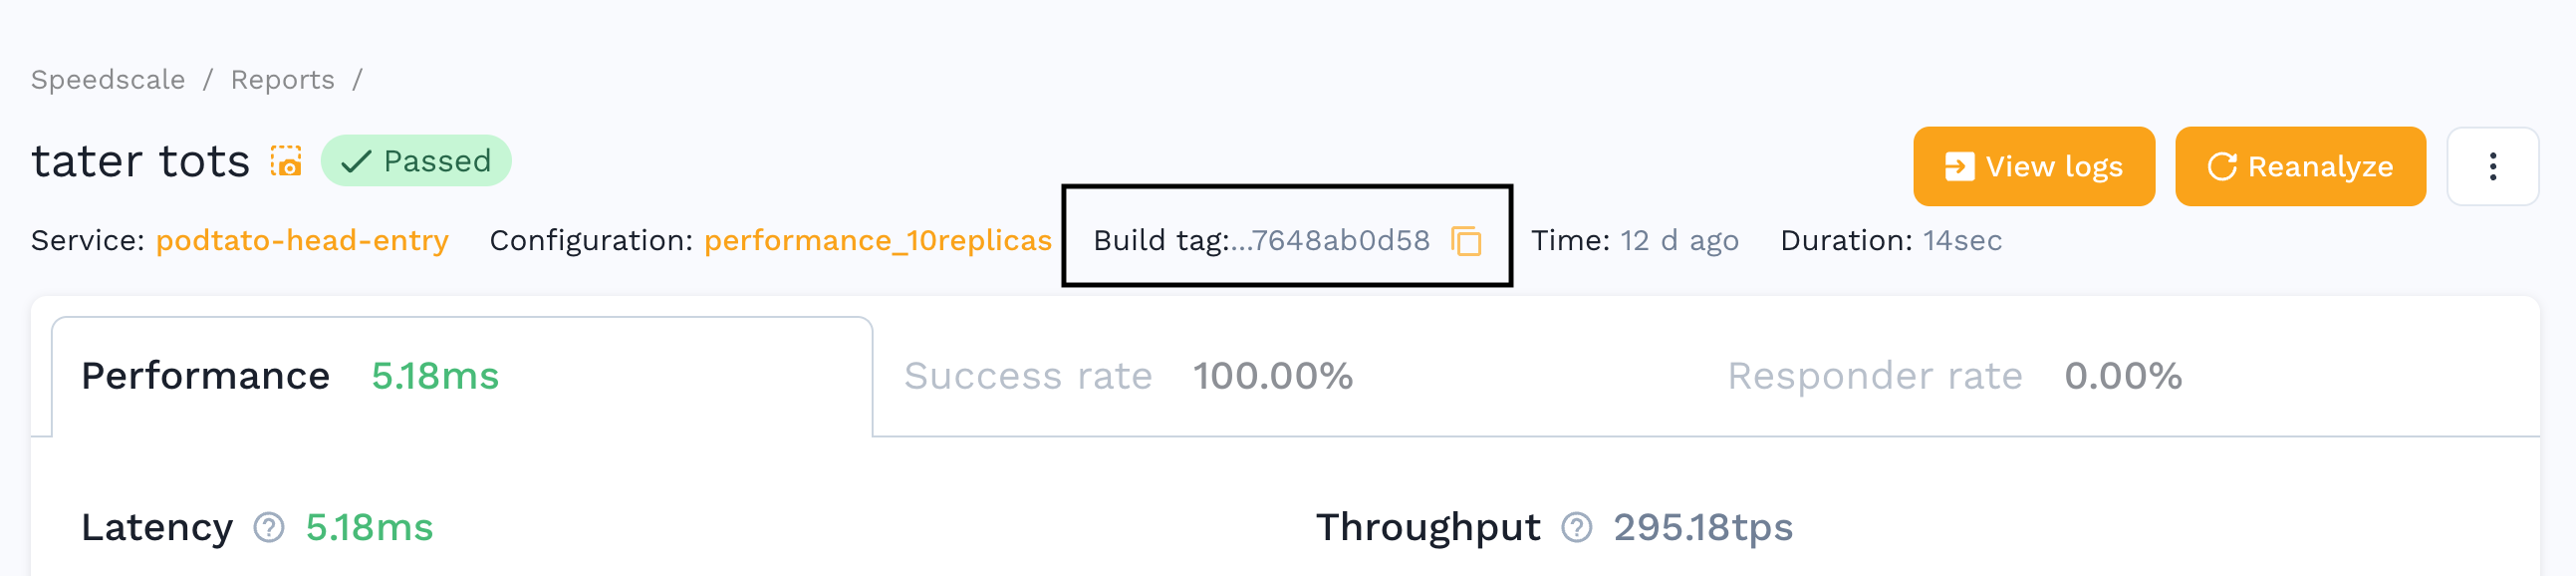 Speedscale / Reports /
tater tots Passed View logs Reanalyze
Service: podtato-head-entry Configuration: performance_10replicas Build tag:...7648ab0d58 Time: 12 d ago Duration: 14sec
Performance 5.18ms Success rate 100.00% Responder rate 0.00%
Latency ? 5.18ms Throughput ? 295.18tps